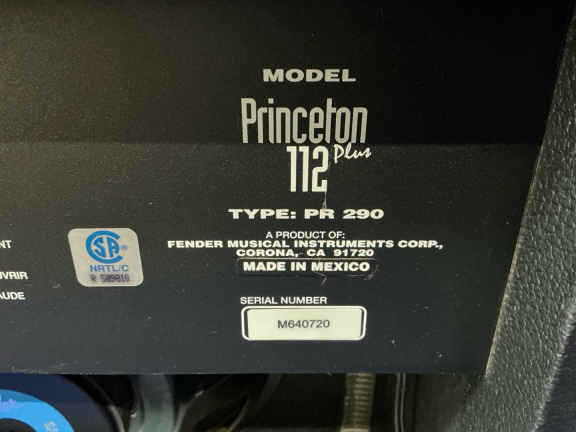 MODEL
Princeton
112 Plus
TYPE: PR 290
A PRODUCT OF:
FENDER MUSICAL INSTRUMENTS CORP.,
CORONA, CA 91720
MADE IN MEXICO
SERIAL NUMBER
M640720
NT
UVRIR
AUDE
SA
NRTL/C